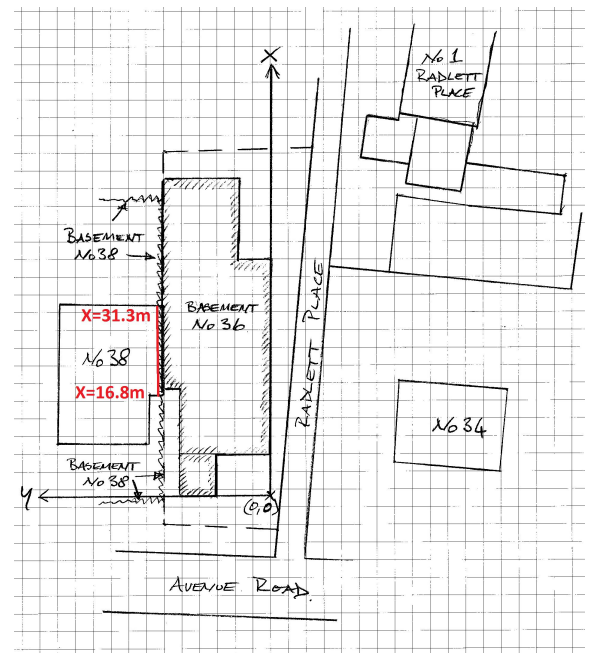 X
No 1
RADLETT
PLACE
BASEMENT
No 38
BASEMENT
No 36
X=31.3m
No 38
X=16.8m
RADLETT PLACE
No 34
BASEMENT
No 38
Y
(0,0)
AVENUE ROAD.